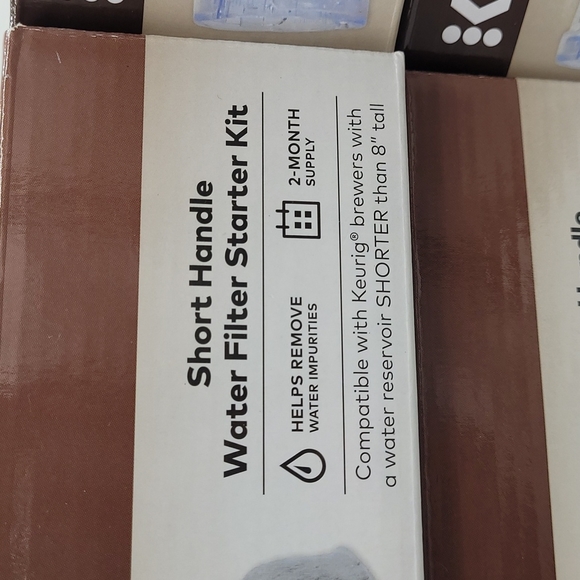 Short Handle
Water Filter Starter Kit
HELPS REMOVE
WATER IMPURITIES
2-MONTH
SUPPLY
Compatible with Keurig® brewers with
a water reservoir SHORTER than 8" tall